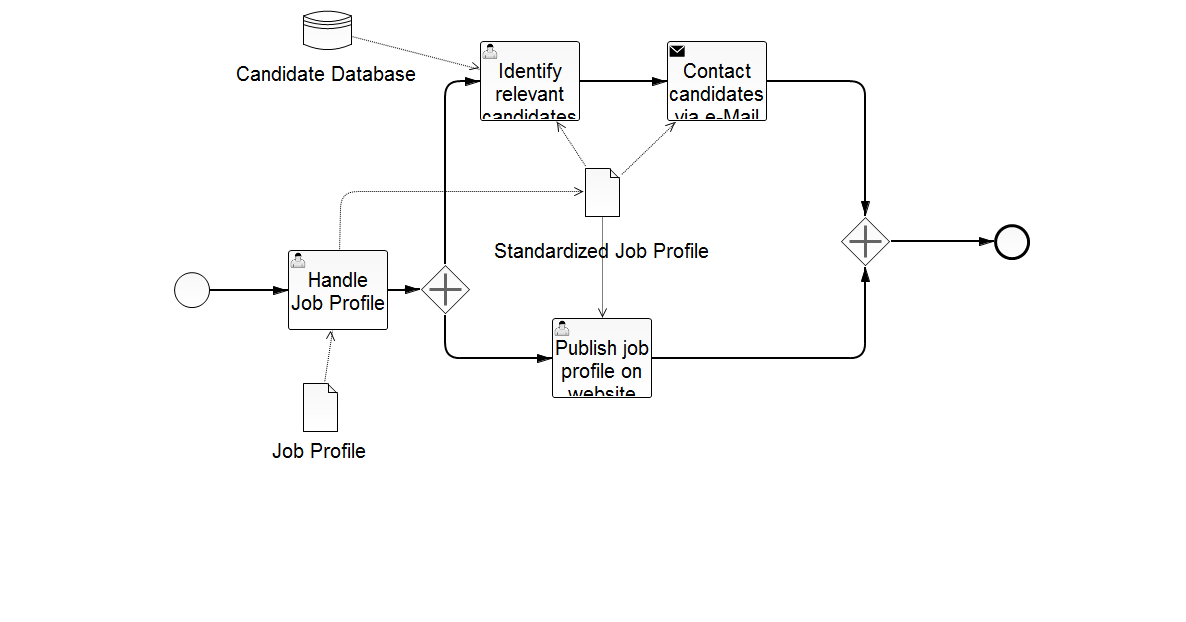 Candidate Database
Identify
relevant
candidates
Contact
candidates
via e-Mail
Standardized Job Profile
Handle
Job Profile
Publish job
profile on
website
Job Profile